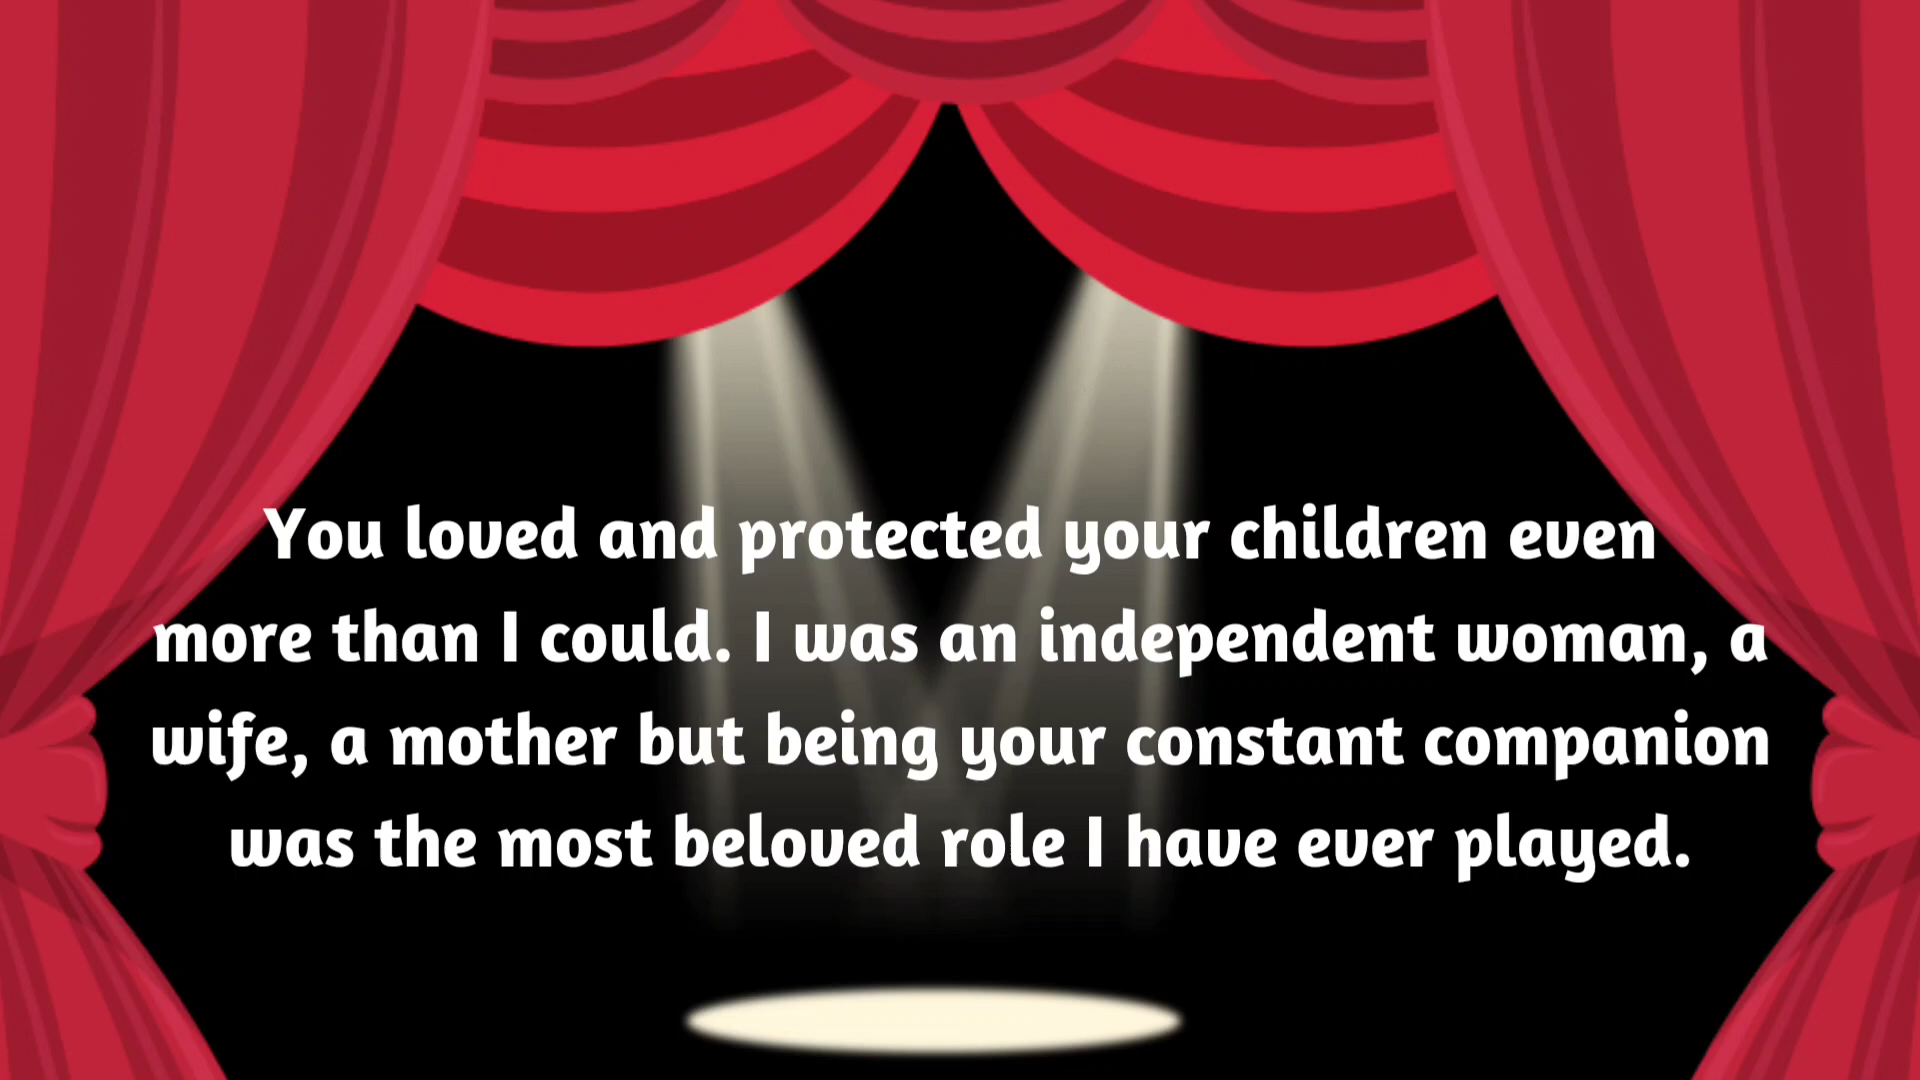 You loved and protected your children even
more than I could. I was an independent woman, a
wife, a mother but being your constant companion
was the most beloved role I have ever played.